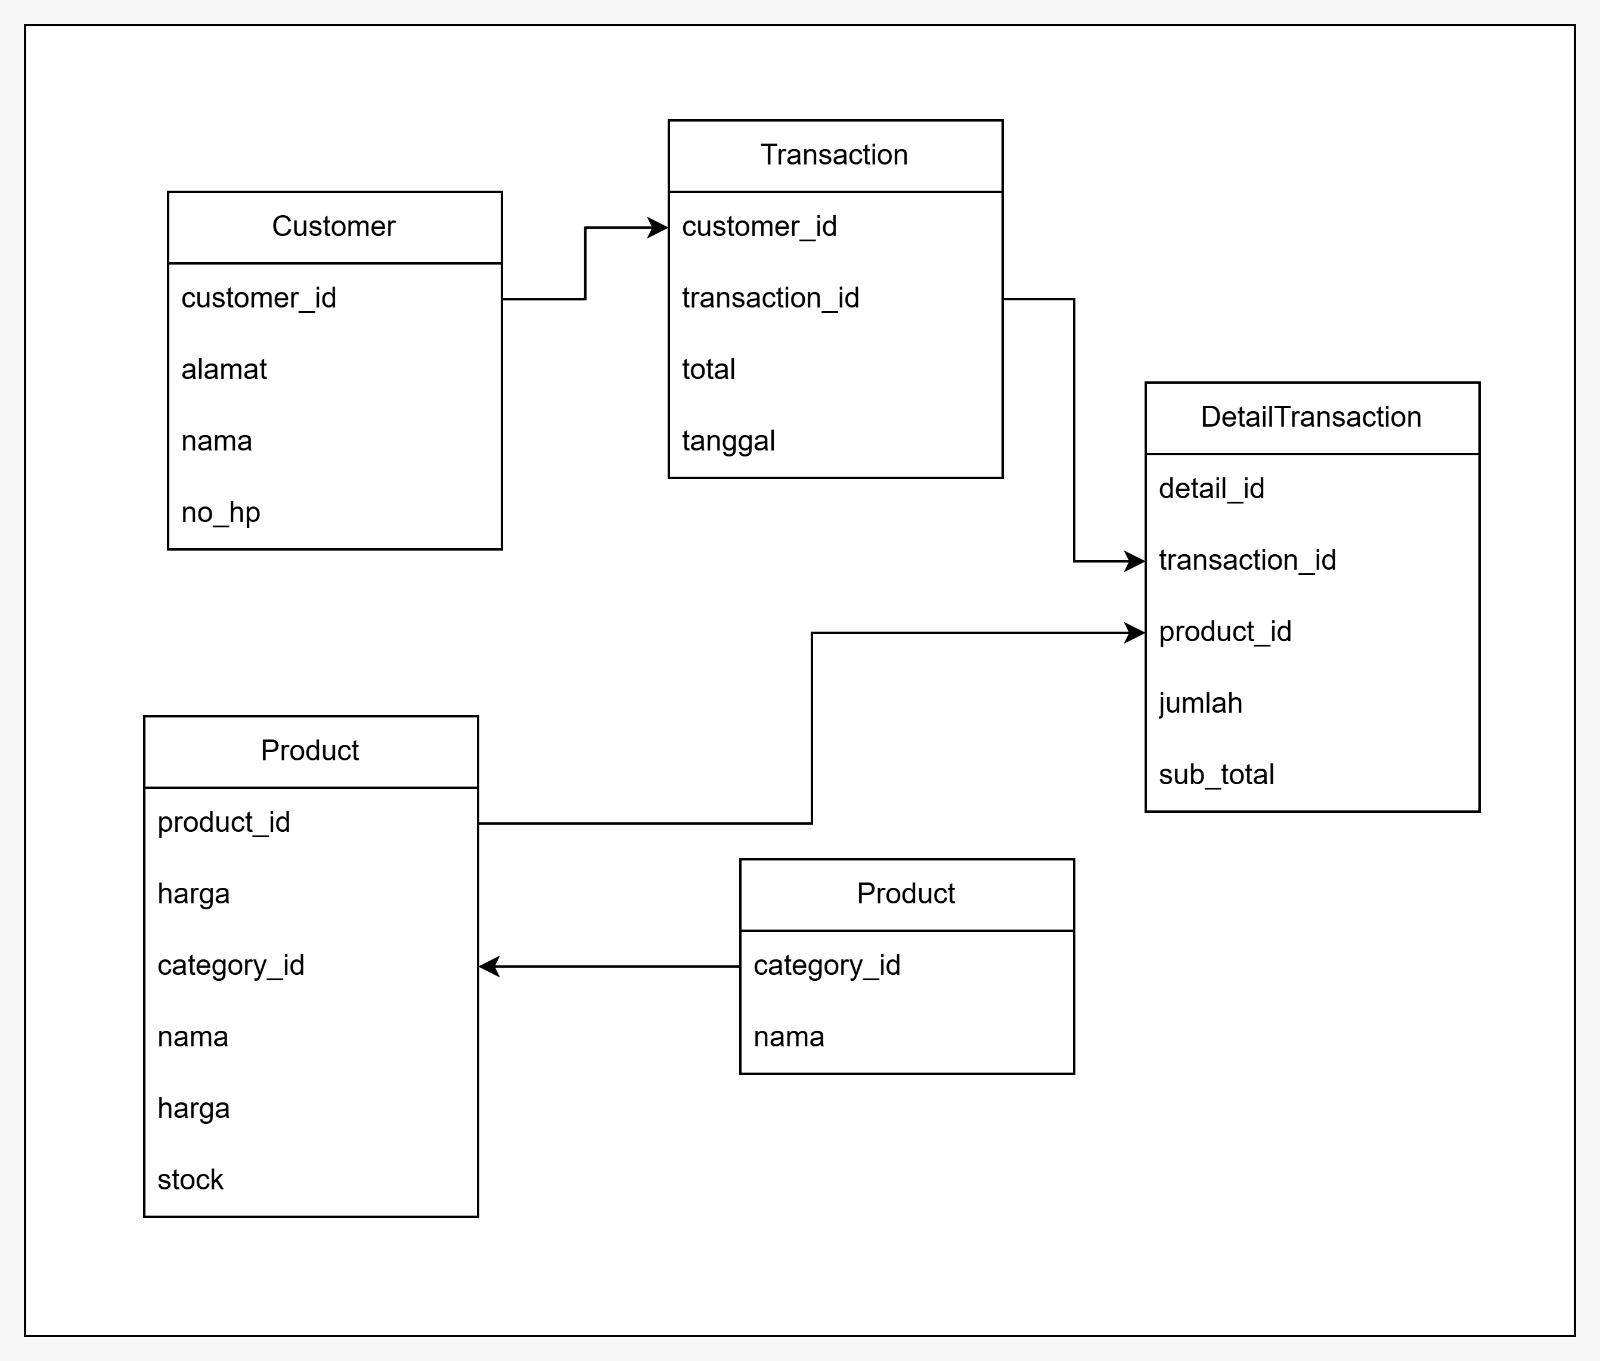 Transaction
customer_id
transaction_id
total
tanggal
Customer
customer_id
alamat
nama
no_hp
DetailTransaction
detail_id
transaction_id
product_id
jumlah
sub_total
Product
product_id
harga
category_id
nama
harga
stock
Product
category_id
nama